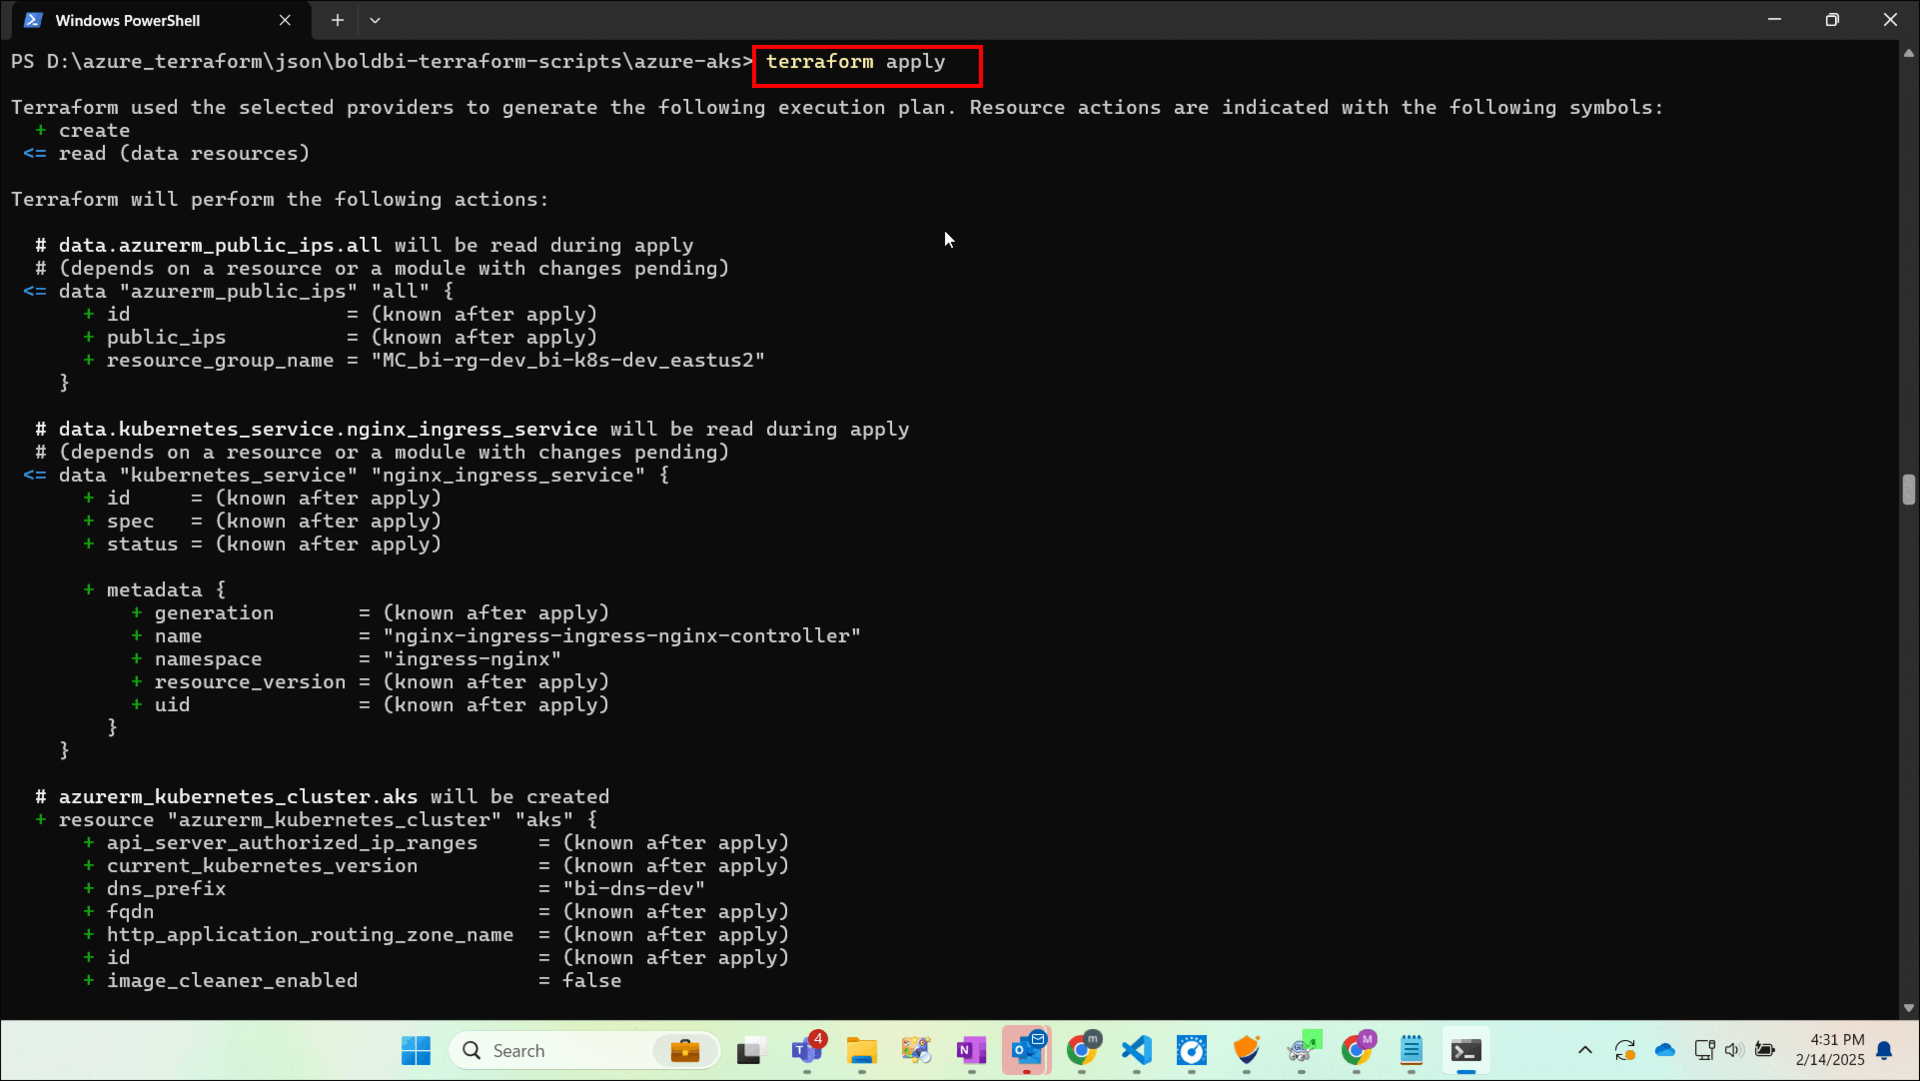 Windows PowerShell
PS D:\azure_terraform\json\boldbi-terraform-scripts\azure-aks> terraform apply
Terraform used the selected providers to generate the following execution plan. Resource actions are indicated with the following symbols:
+ create
<= read (data resources)
Terraform will perform the following actions:
# data.azurerm_public_ips.all will be read during apply
# (depends on a resource or a module with changes pending)
<= data "azurerm_public_ips" "all" {
+ id = (known after apply)
+ public_ips = (known after apply)
+ resource_group_name = "MC_bi-rg-dev_bi-k8s-dev_eastus2"
}
# data.kubernetes_service.nginx_ingress_service will be read during apply
# (depends on a resource or a module with changes pending)
<= data "kubernetes_service" "nginx_ingress_service" {
+ id = (known after apply)
+ spec = (known after apply)
+ status = (known after apply)
+ metadata {
+ generation = (known after apply)
+ name = "nginx-ingress-ingress-nginx-controller"
+ namespace = "ingress-nginx"
+ resource_version = (known after apply)
+ uid = (known after apply)
}
}
# azurerm_kubernetes_cluster.aks will be created
+ resource "azurerm_kubernetes_cluster" "aks" {
+ api_server_authorized_ip_ranges = (known after apply)
+ current_kubernetes_version = (known after apply)
+ dns_prefix = "bi-dns-dev"
+ fqdn = (known after apply)
+ http_application_routing_zone_name = (known after apply)
+ id = (known after apply)
+ image_cleaner_enabled = false
Search
4
m
M
4:31 PM
2/14/2025